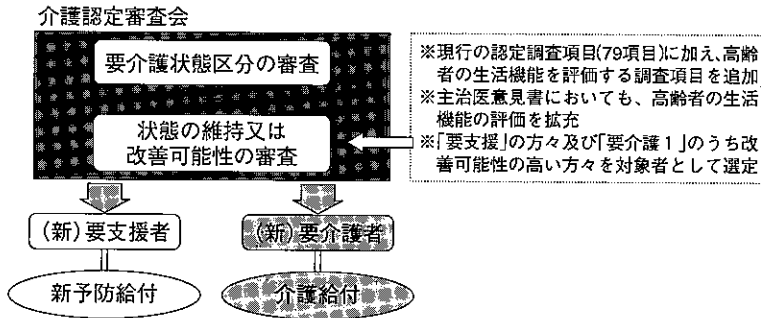 介護認定審査会
要介護状態区分の審査
状態の維持又は
改善可能性の審査
※現行の認定調査項目(79項目)に加え、高齢
者の生活機能を評価する調査項目を追加
※主治医意見書においても、高齢者の生活
機能の評価を拡充
※「要支援」の方々及び「要介護1」のうち改
善可能性の高い方々を対象者として選定
(新)要支援者
(新)要介護者
新予防給付
介護給付